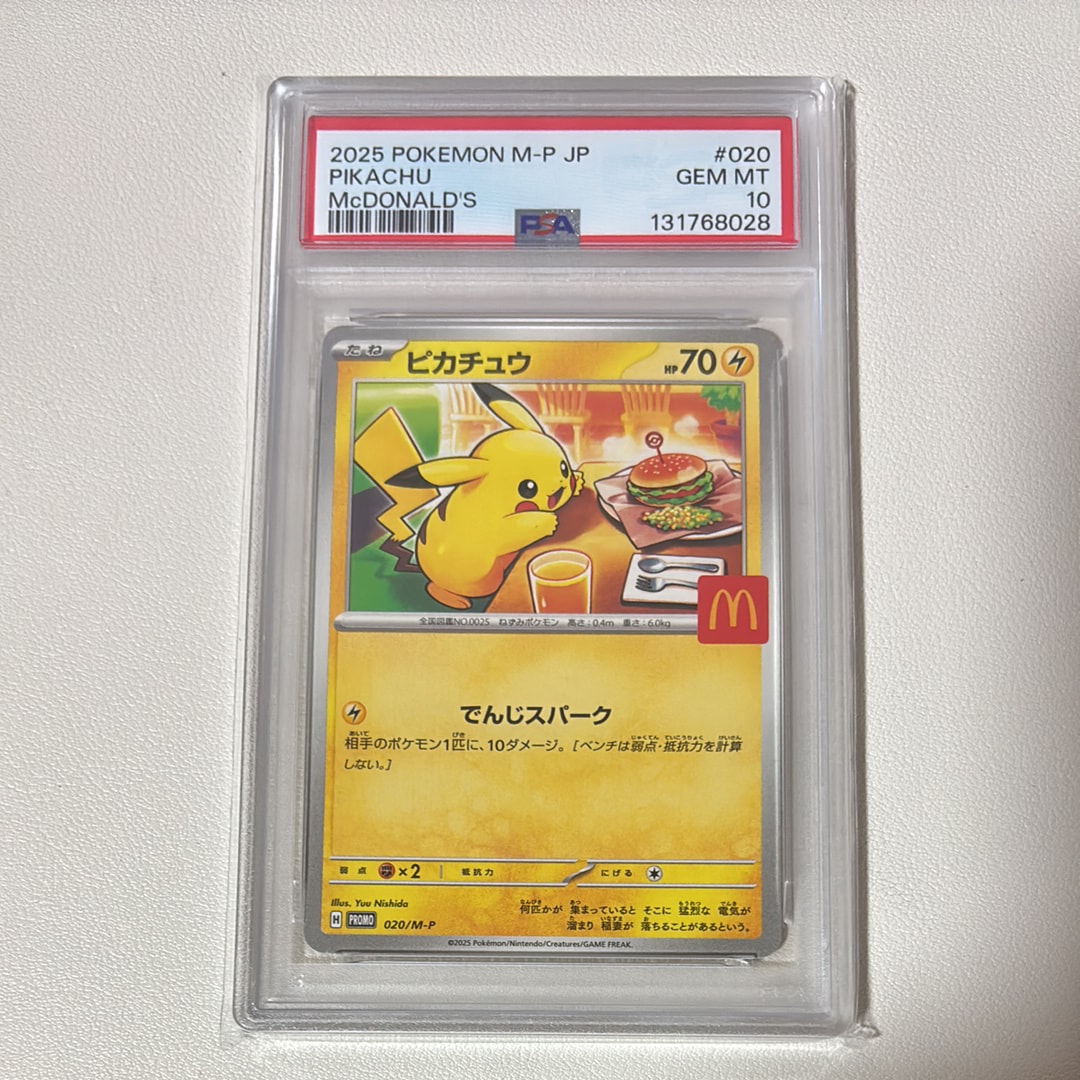 2025 POKEMON M-P JP #020
PIKACHU GEM MT
McDONALD'S 10
PSA 131768028
たね ピカチュウ HP 70
全国図鑑NO.0025 ねずみポケモン 高さ:0.4m 重さ:6.0kg
でんじスパーク
相手のポケモン1匹に、10ダメージ。[ベンチは弱点・抵抗力を計算
しない。]
弱点 ×2 抵抗力 にげる
Illus. Yuu Nishida
何匹かが 集まっていると そこに 猛烈な 電気が
溜まり 稲妻が 落ちることがあるという。
H PROMO 020/M-P
©2025 Pokémon/Nintendo/Creatures/GAME FREAK.